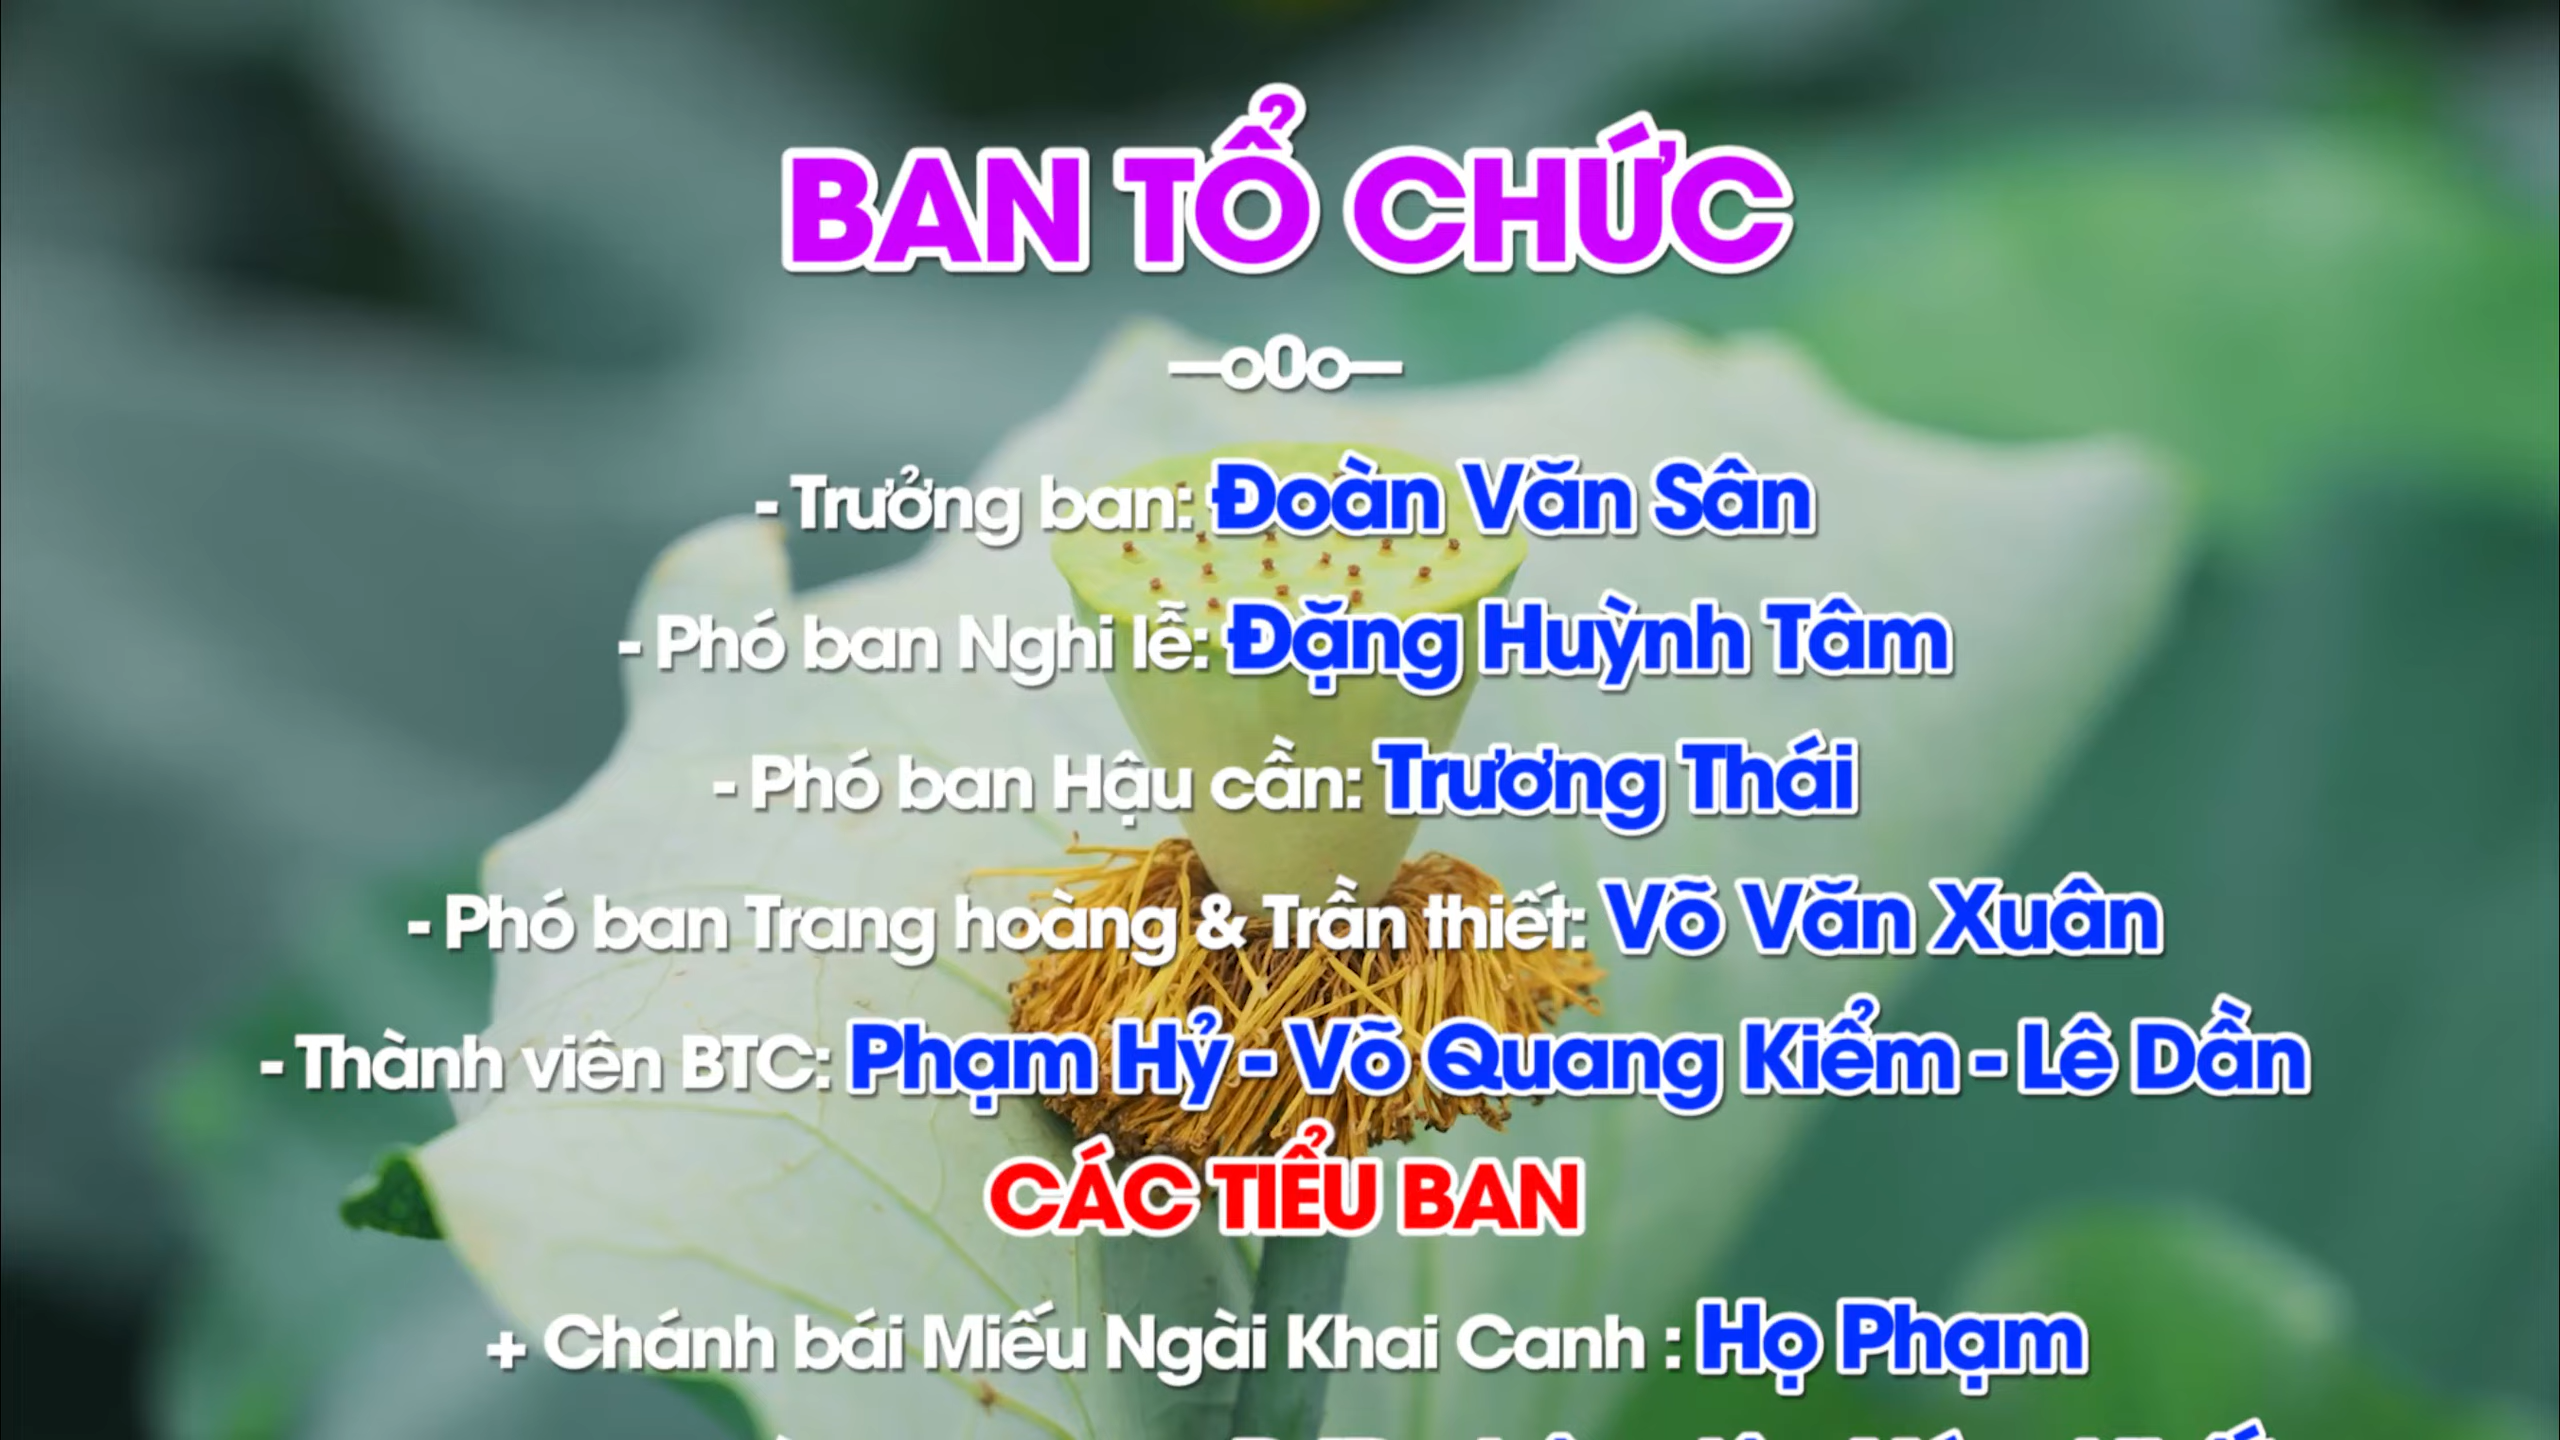 BAN TỔ CHỨC
—o0o—
- Trưởng ban: Đoàn Văn Sân
- Phó ban Nghi lễ: Đặng Huỳnh Tâm
- Phó ban Hậu cần: Trương Thái
- Phó ban Trang hoàng & Trần thiết: Võ Văn Xuân
- Thành viên BTC: Phạm Hỷ - Võ Quang Kiểm - Lê Dần
CÁC TIỂU BAN
+ Chánh bái Miếu Ngài Khai Canh : Họ Phạm